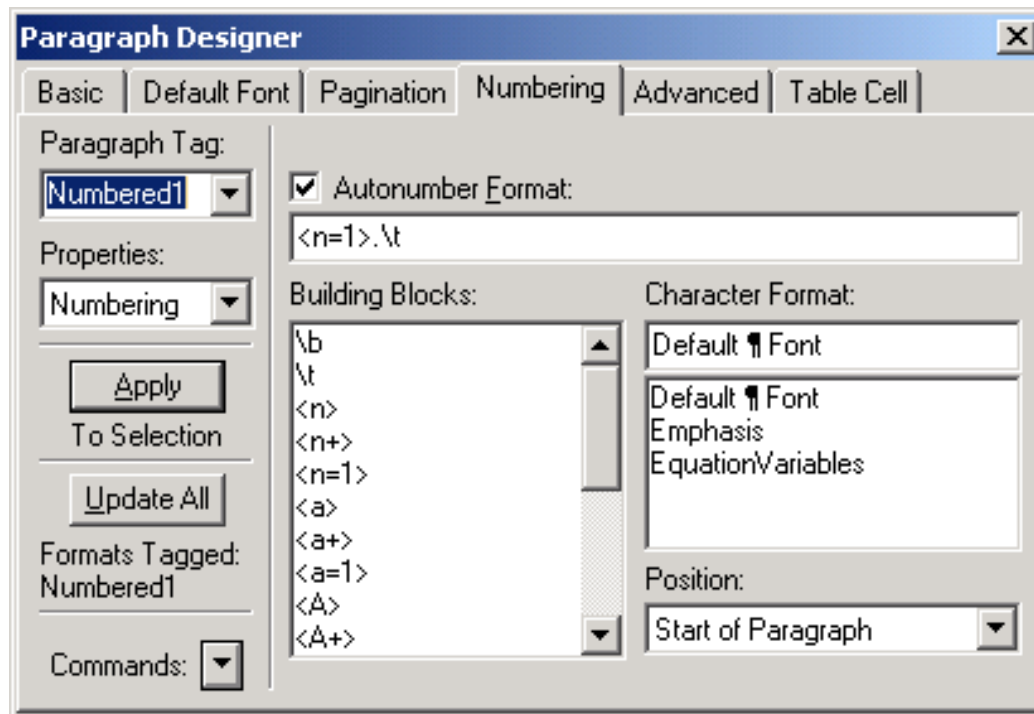 Paragraph Designer
Basic Default Font Pagination Numbering Advanced Table Cell
Paragraph Tag:
Numbered1
Properties:
Numbering
Apply
To Selection
Update All
Formats Tagged:
Numbered1
Commands:
Autonumber Format:
<n=1>.\t
Building Blocks:
\b
\t
<n>
<n+>
<n=1>
<a>
<a+>
<a=1>
<A>
<A+>
Character Format:
Default ¶ Font
Default ¶ Font
Emphasis
EquationVariables
Position:
Start of Paragraph